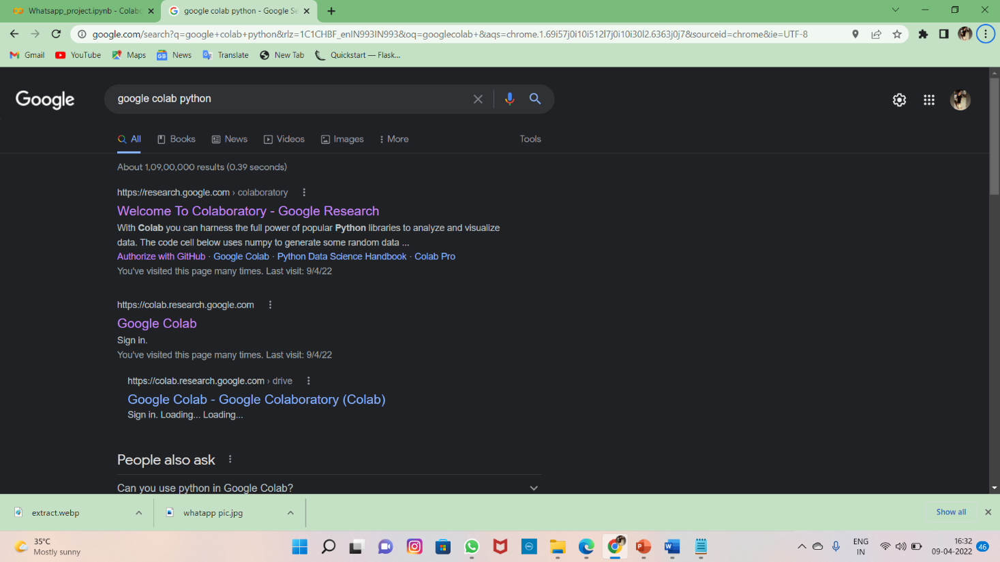 Whatsapp_project.ipynb - Colabo
google colab python - Google Se
google.com/search?q=google+colab+python&rlz=1C1CHBF_enIN993IN993&oq=googlecolab+&aqs=chrome.1.69i57j0i10i512l7j0i10i30l2.6363j0j7&sourceid=chrome&ie=UTF-8
Gmail YouTube Maps News Translate New Tab Quickstart — Flask...
Google
google colab python
All Books News Videos Images More Tools
About 1,09,00,000 results (0.39 seconds)
https://research.google.com › colaboratory
Welcome To Colaboratory - Google Research
With Colab you can harness the full power of popular Python libraries to analyze and visualize
data. The code cell below uses numpy to generate some random data ...
Authorize with GitHub · Google Colab · Python Data Science Handbook · Colab Pro
You've visited this page many times. Last visit: 9/4/22
https://colab.research.google.com
Google Colab
Sign in.
You've visited this page many times. Last visit: 9/4/22
https://colab.research.google.com › drive
Google Colab - Google Colaboratory (Colab)
Sign in. Loading... Loading...
People also ask
Can you use python in Google Colab?
extract.webp
whatapp pic.jpg
Show all
35°C
Mostly sunny
ENG
IN
16:32
09-04-2022
46